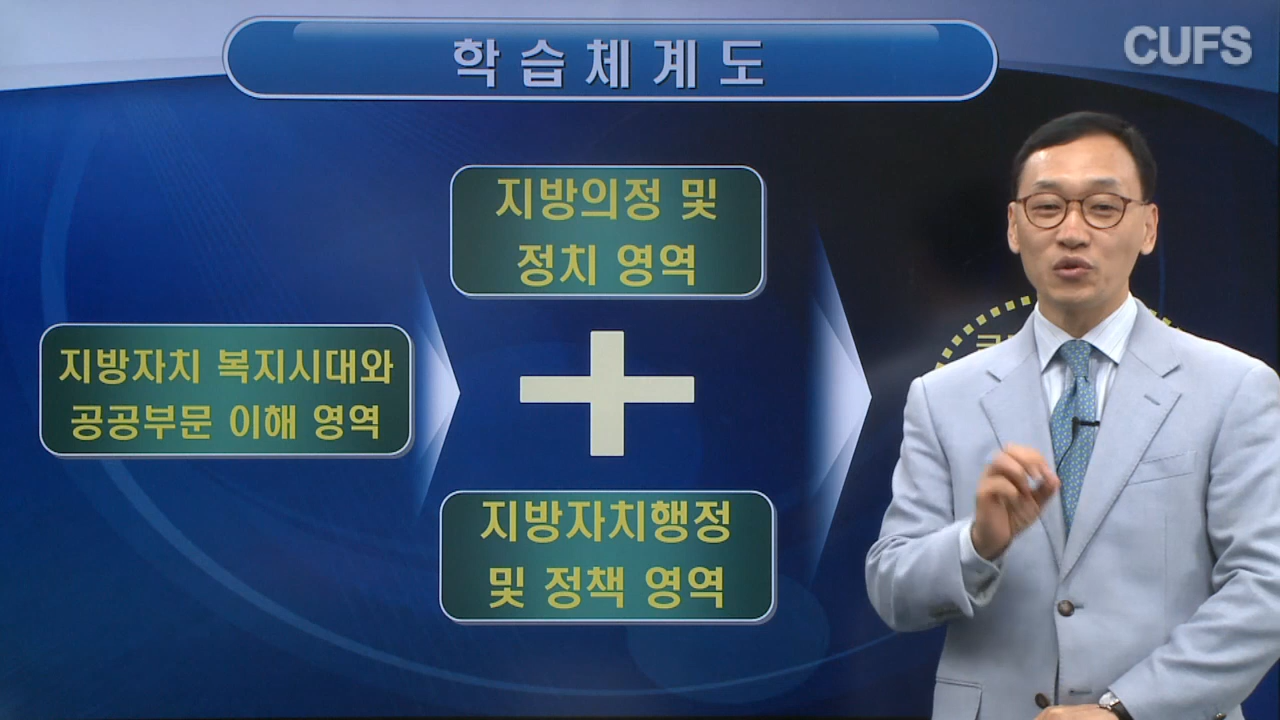 학습체계도
CUFS
지방의정 및
정치 영역
지방자치 복지시대와
공공부문 이해 영역
지방자치행정
및 정책 영역